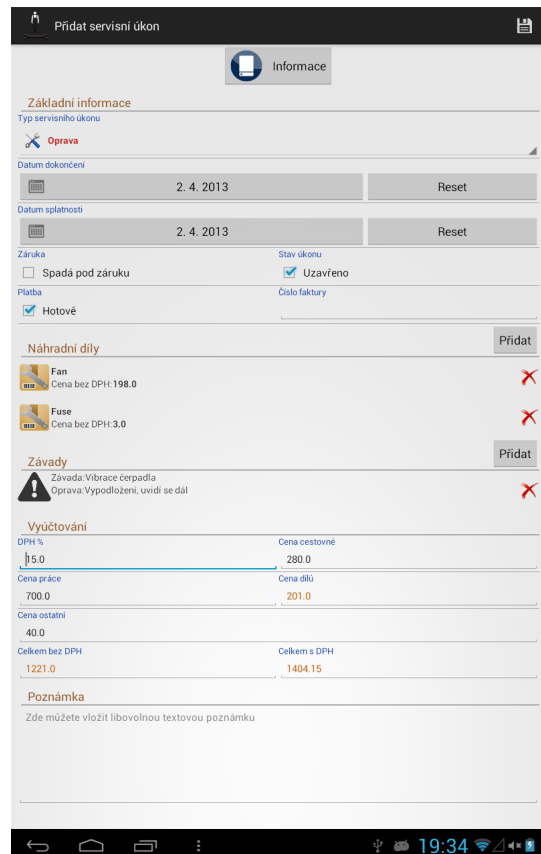 Přidat servisní úkon
Informace
Základní informace
Typ servisního úkonu
Oprava
Datum dokončení
2. 4. 2013 Reset
Datum splatnosti
2. 4. 2013 Reset
Záruka Stav úkonu
Spadá pod záruku Uzavřeno
Platba Číslo faktury
Hotově
Náhradní díly Přidat
Fan
Cena bez DPH:198.0
Fuse
Cena bez DPH:3.0
Závady Přidat
Závada:Vibrace čerpadla
Oprava:Vypodložení, uvidí se dál
Vyúčtování
DPH % Cena cestovné
15.0 280.0
Cena práce Cena dílů
700.0 201.0
Cena ostatní
40.0
Celkem bez DPH Celkem s DPH
1221.0 1404.15
Poznámka
Zde můžete vložit libovolnou textovou poznámku
19:34